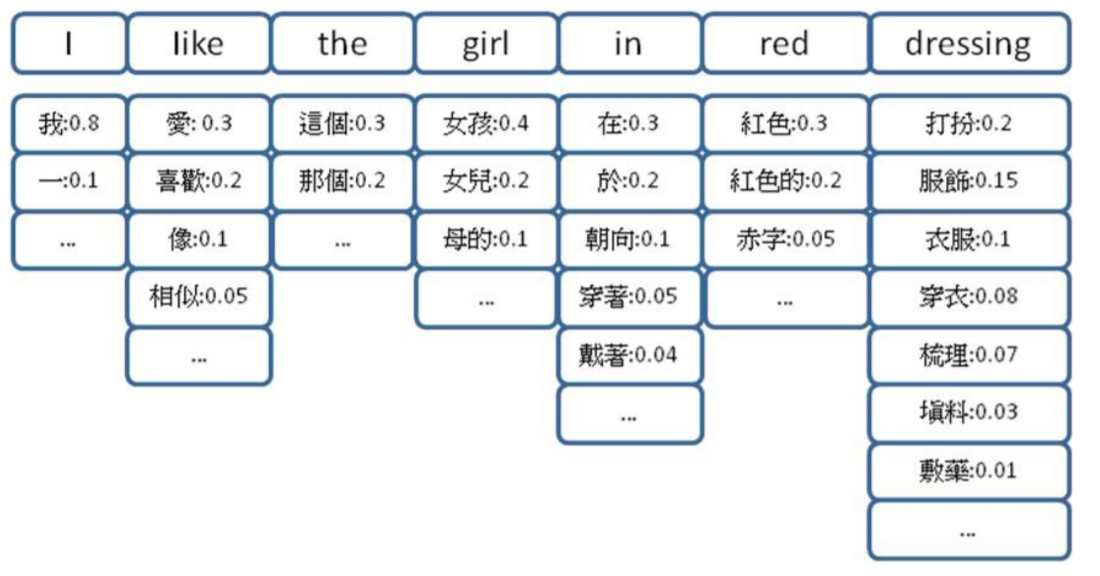 I like the girl in red dressing
我:0.8 愛: 0.3 這個:0.3 女孩:0.4 在:0.3 紅色:0.3 打扮:0.2
一:0.1 喜歡:0.2 那個:0.2 女兒:0.2 於:0.2 紅色的:0.2 服飾:0.15
... 像:0.1 ... 母的:0.1 朝向:0.1 赤字:0.05 衣服:0.1
相似:0.05 ... 穿著:0.05 ... 穿衣:0.08
... 戴著:0.04 梳理:0.07
... 塡料:0.03
敷藥:0.01
...